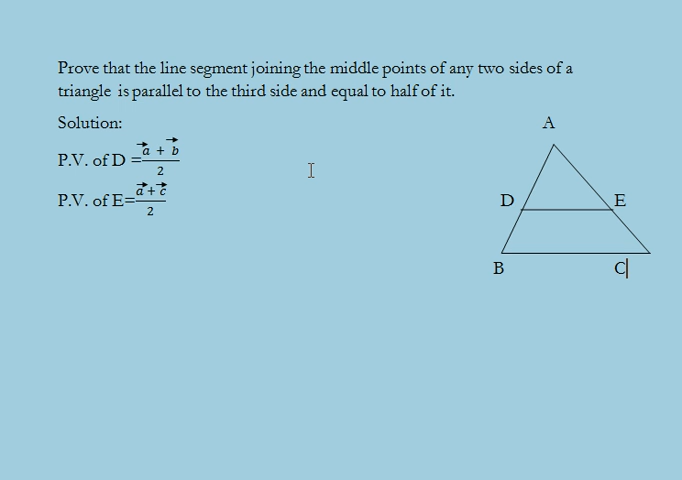 Prove that the line segment joining the middle points of any two sides of a
triangle is parallel to the third side and equal to half of it.
Solution:
P.V. of D = (a⃗ + b⃗)/2
P.V. of E= (a⃗+c⃗)/2
A
D E
B C